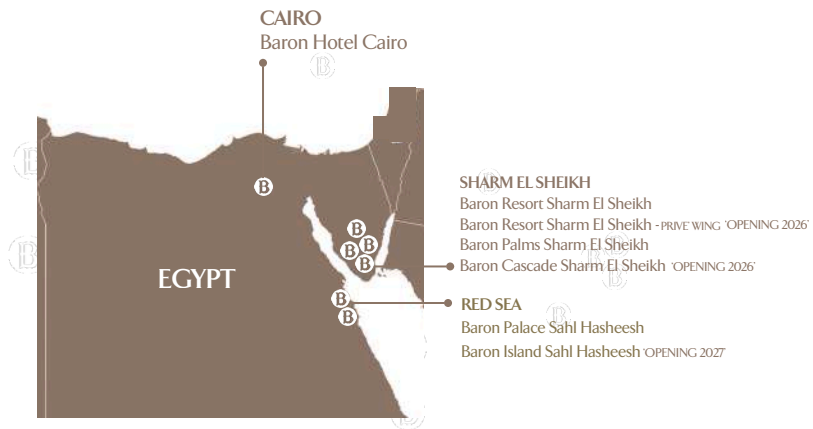 CAIRO
Baron Hotel Cairo
B
B
B
B
SHARM EL SHEIKH
Baron Resort Sharm El Sheikh
Baron Resort Sharm El Sheikh - PRIVE' WING 'OPENING 2026'
Baron Palms Sharm El Sheikh
Baron Cascade Sharm El Sheikh 'OPENING 2026'
B
B
B
B
B
B
B
B
B
EGYPT
B
B
B
RED SEA
Baron Palace Sahl Hasheesh
Baron Island Sahl Hasheesh 'OPENING 2027'